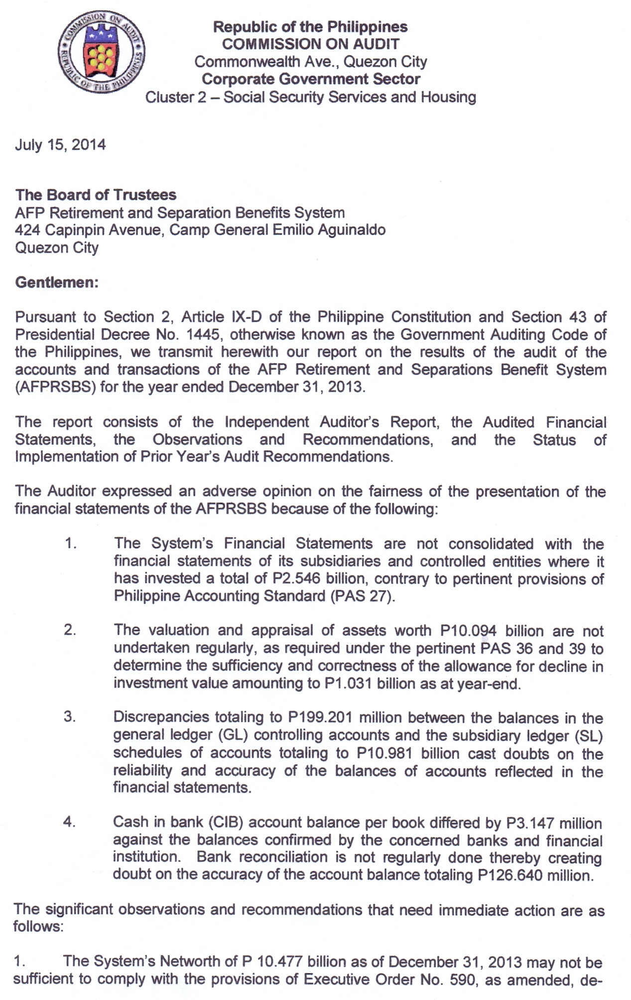 COMMISSION ON AUDIT
REPUBLIC OF THE PHILIPPINES
Republic of the Philippines
COMMISSION ON AUDIT
Commonwealth Ave., Quezon City
Corporate Government Sector
Cluster 2 – Social Security Services and Housing
July 15, 2014
The Board of Trustees
AFP Retirement and Separation Benefits System
424 Capinpin Avenue, Camp General Emilio Aguinaldo
Quezon City
Gentlemen:
Pursuant to Section 2, Article IX-D of the Philippine Constitution and Section 43 of
Presidential Decree No. 1445, otherwise known as the Government Auditing Code of
the Philippines, we transmit herewith our report on the results of the audit of the
accounts and transactions of the AFP Retirement and Separations Benefit System
(AFPRSBS) for the year ended December 31, 2013.
The report consists of the Independent Auditor's Report, the Audited Financial
Statements, the Observations and Recommendations, and the Status of
Implementation of Prior Year's Audit Recommendations.
The Auditor expressed an adverse opinion on the fairness of the presentation of the
financial statements of the AFPRSBS because of the following:
1. The System's Financial Statements are not consolidated with the
financial statements of its subsidiaries and controlled entities where it
has invested a total of P2.546 billion, contrary to pertinent provisions of
Philippine Accounting Standard (PAS 27).
2. The valuation and appraisal of assets worth P10.094 billion are not
undertaken regularly, as required under the pertinent PAS 36 and 39 to
determine the sufficiency and correctness of the allowance for decline in
investment value amounting to P1.031 billion as at year-end.
3. Discrepancies totaling to P199.201 million between the balances in the
general ledger (GL) controlling accounts and the subsidiary ledger (SL)
schedules of accounts totaling to P10.981 billion cast doubts on the
reliability and accuracy of the balances of accounts reflected in the
financial statements.
4. Cash in bank (CIB) account balance per book differed by P3.147 million
against the balances confirmed by the concerned banks and financial
institution. Bank reconciliation is not regularly done thereby creating
doubt on the accuracy of the account balance totaling P126.640 million.
The significant observations and recommendations that need immediate action are as
follows:
1. The System's Networth of P 10.477 billion as of December 31, 2013 may not be
sufficient to comply with the provisions of Executive Order No. 590, as amended, de-